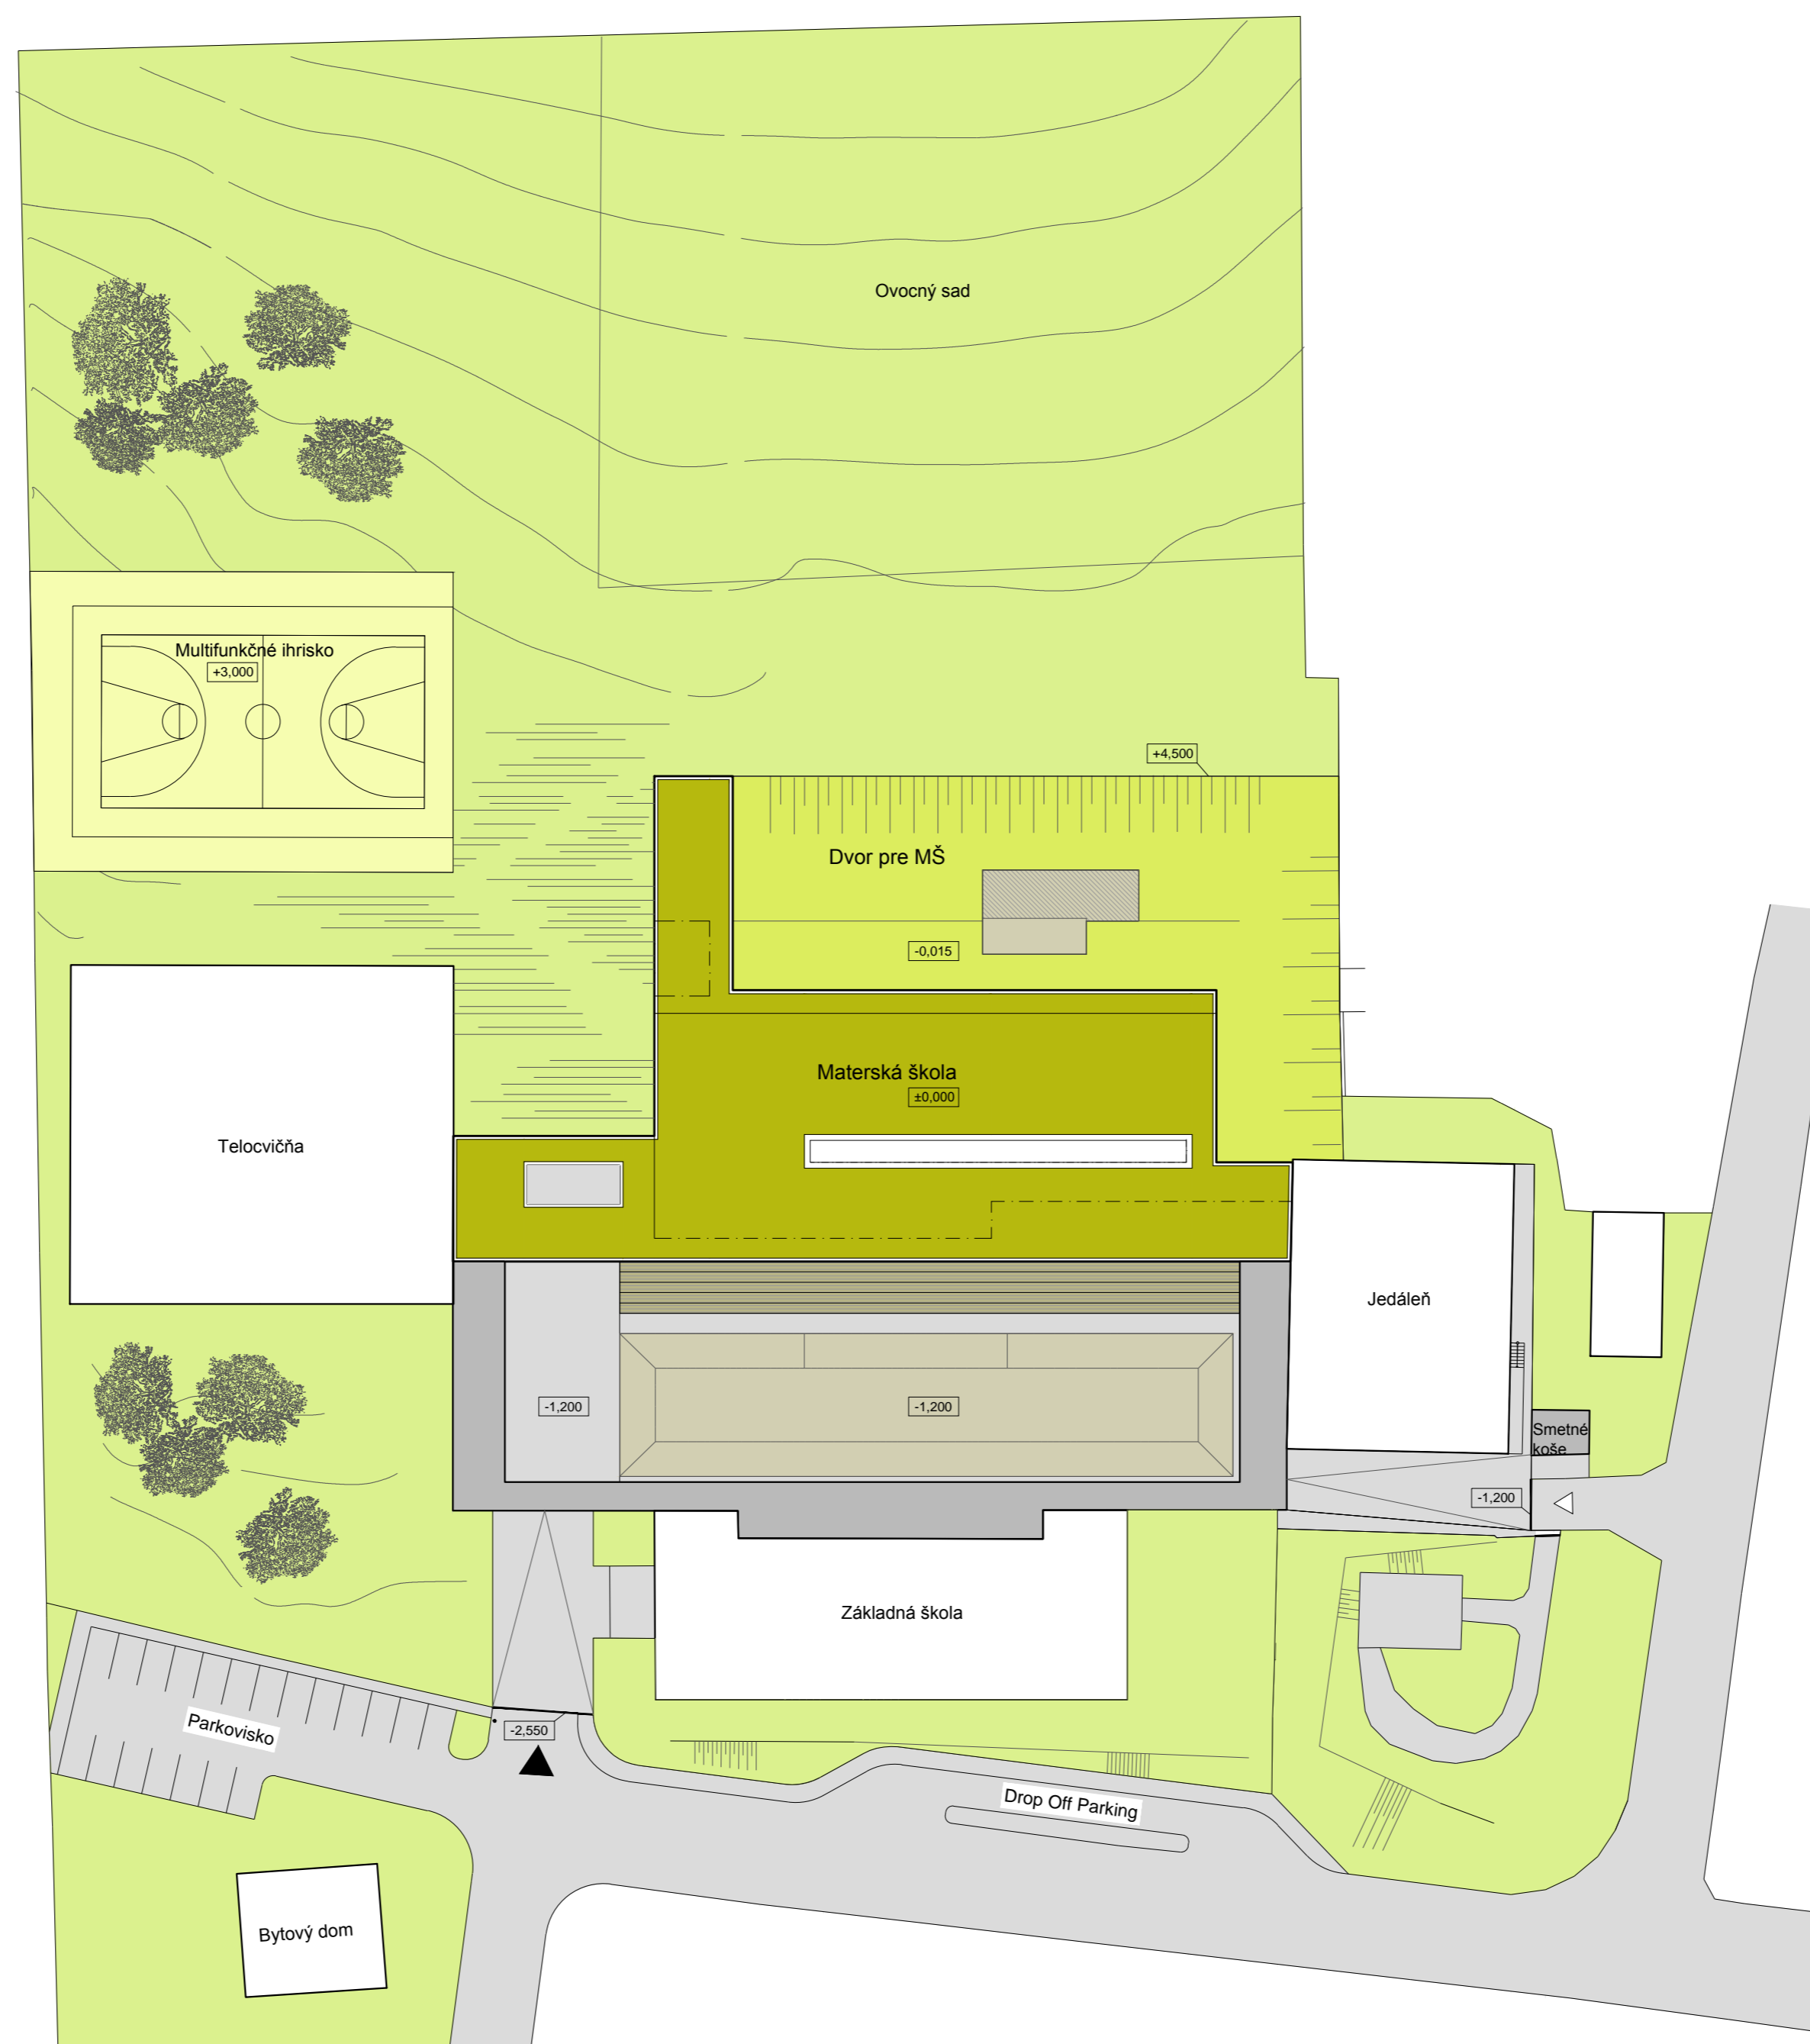 Ovocný sad
Multifunkčné ihrisko
+3,000
+4,500
Dvor pre MŠ
-0,015
Materská škola
±0,000
Telocvičňa
Jedáleň
-1,200
-1,200
Smetné
koše
-1,200
Základná škola
Parkovisko
-2,550
Drop Off Parking
Bytový dom